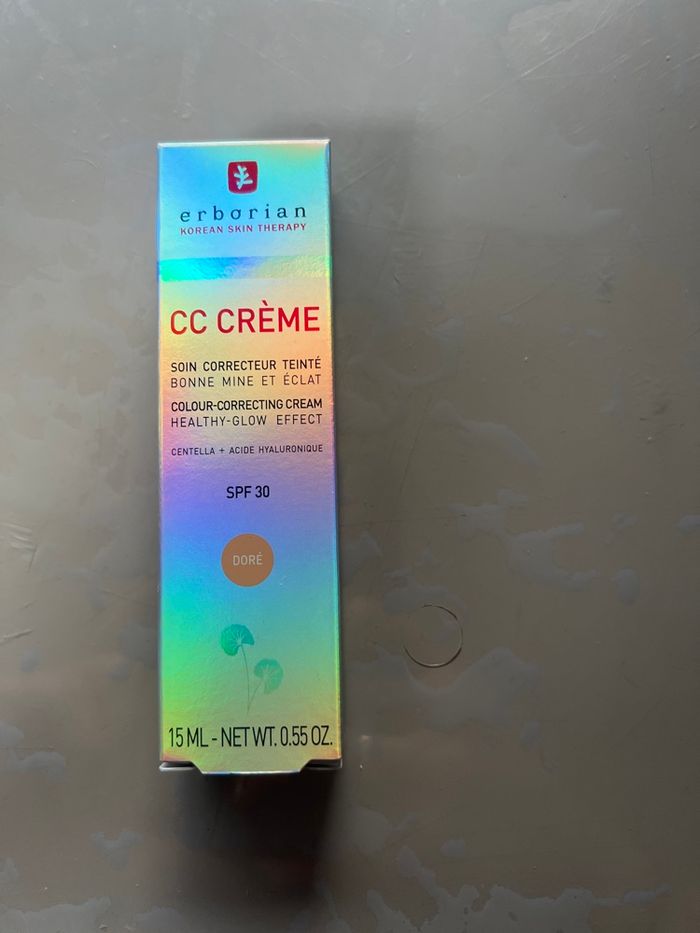 erborian
KOREAN SKIN THERAPY
CC CRÈME
SOIN CORRECTEUR TEINTÉ
BONNE MINE ET ÉCLAT
COLOUR-CORRECTING CREAM
HEALTHY-GLOW EFFECT
CENTELLA + ACIDE HYALURONIQUE
SPF 30
DORÉ
15 ML - NET WT. 0.55 OZ.